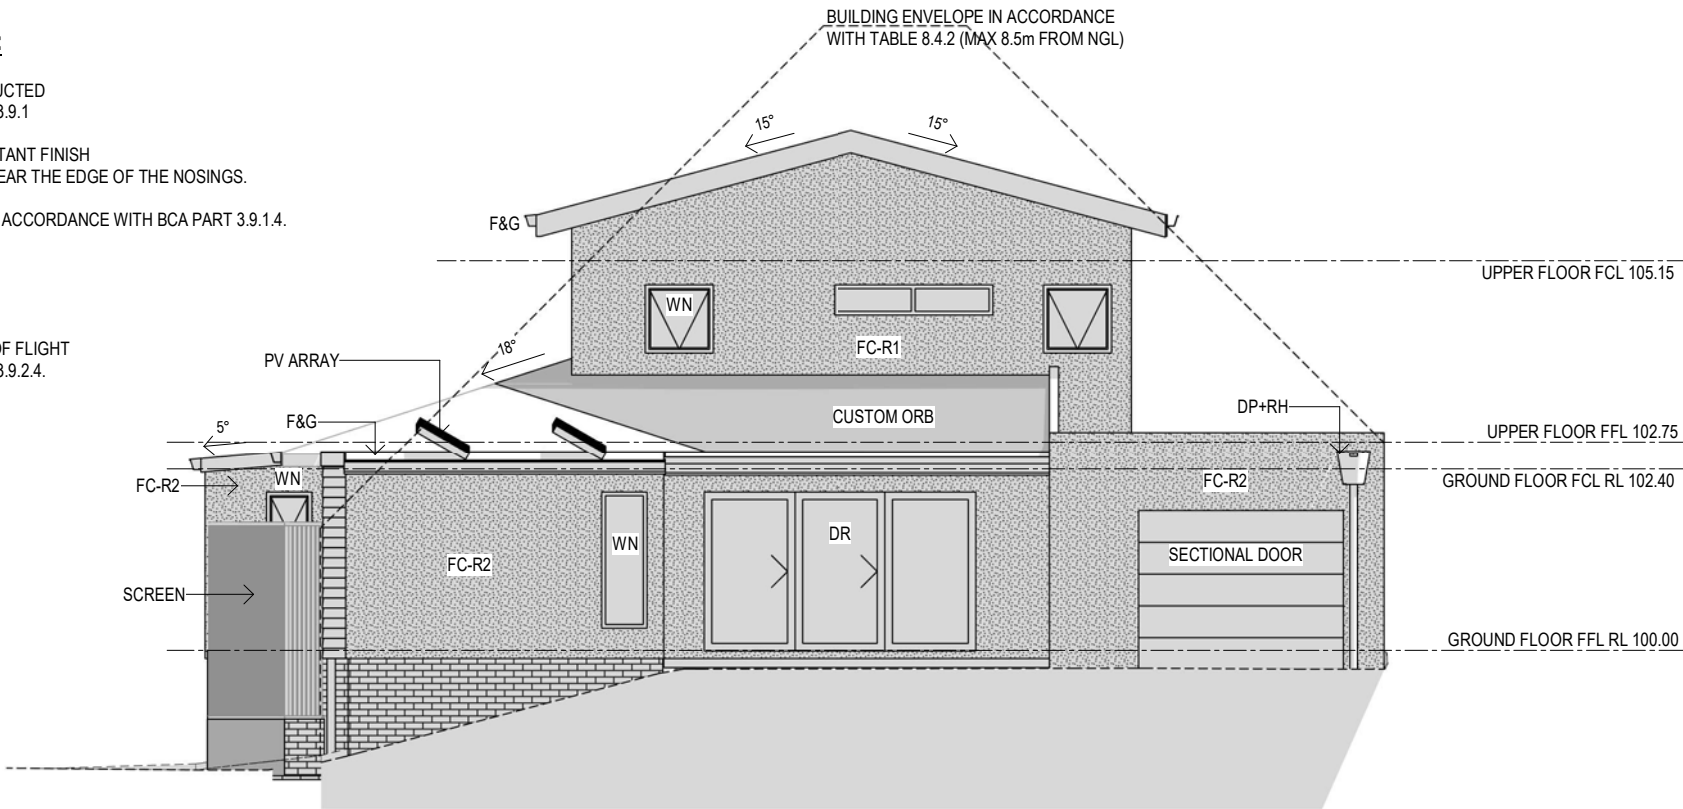 BUILDING ENVELOPE IN ACCORDANCE
WITH TABLE 8.4.2 (MAX 8.5m FROM NGL)
UCTED
3.9.1
TANT FINISH
EAR THE EDGE OF THE NOSINGS.
ACCORDANCE WITH BCA PART 3.9.1.4.
OF FLIGHT
3.9.2.4.
15°
15°
F&G
UPPER FLOOR FCL 105.15
WN
FC-R1
18°
PV ARRAY
CUSTOM ORB
DP+RH
F&G
5°
UPPER FLOOR FFL 102.75
FC-R2
WN
FC-R2
GROUND FLOOR FCL RL 102.40
DR
WN
SECTIONAL DOOR
FC-R2
SCREEN
GROUND FLOOR FFL RL 100.00